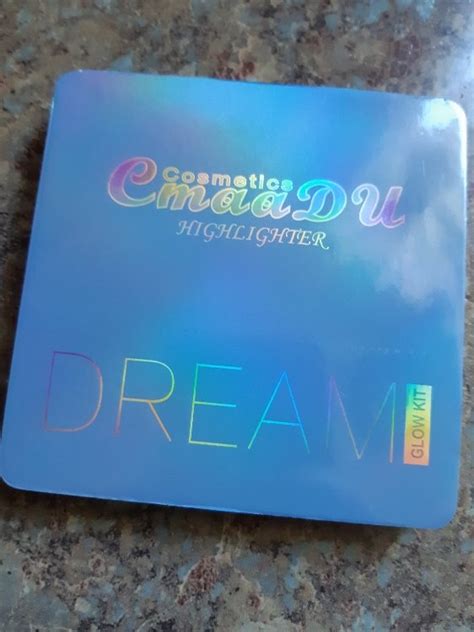 Cosmetics
CmaaDU
HIGHLIGHTER
DREAM
GLOW KIT